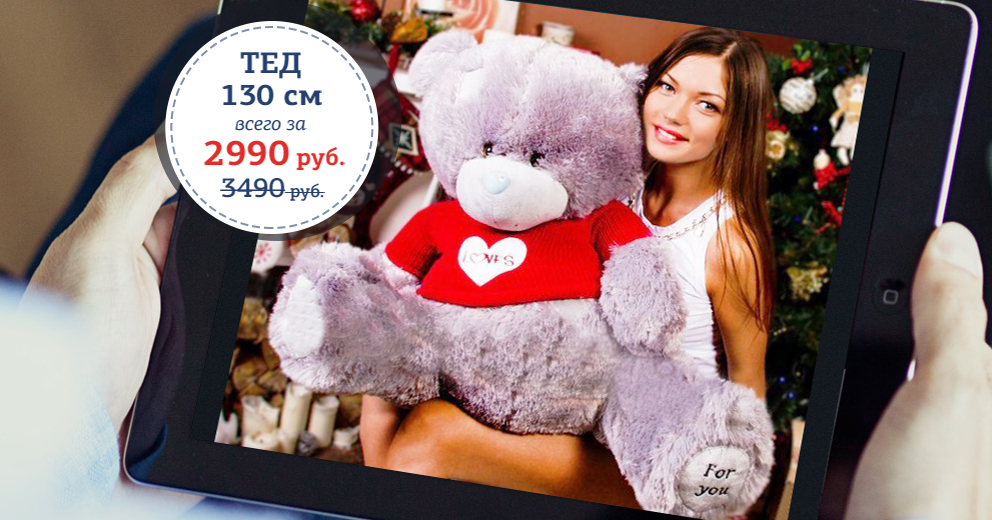 ТЕД
130 см
всего за
2990 руб.
3490 руб.
LOVES
For
you